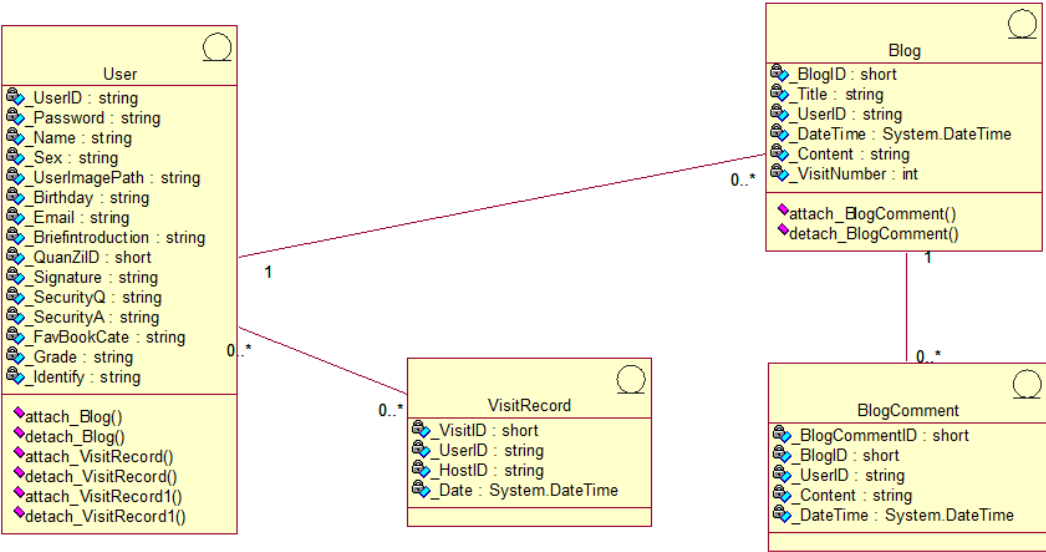 User
_UserID : string
_Password : string
_Name : string
_Sex : string
_UserImagePath : string
_Birthday : string
_Email : string
_Briefintroduction : string
_QuanZiID : short
_Signature : string
_SecurityQ : string
_SecurityA : string
_FavBookCate : string
_Grade : string
_Identify : string
attach_Blog()
detach_Blog()
attach_VisitRecord()
detach_VisitRecord()
attach_VisitRecord1()
detach_VisitRecord1()
1
0..*
0..*
0..*
VisitRecord
_VisitID : short
_UserID : string
_HostID : string
_Date : System.DateTime
Blog
_BlogID : short
_Title : string
_UserID : string
_DateTime : System.DateTime
_Content : string
_VisitNumber : int
attach_BlogComment()
detach_BlogComment()
1
0..*
BlogComment
_BlogCommentID : short
_BlogID : short
_UserID : string
_Content : string
_DateTime : System.DateTime